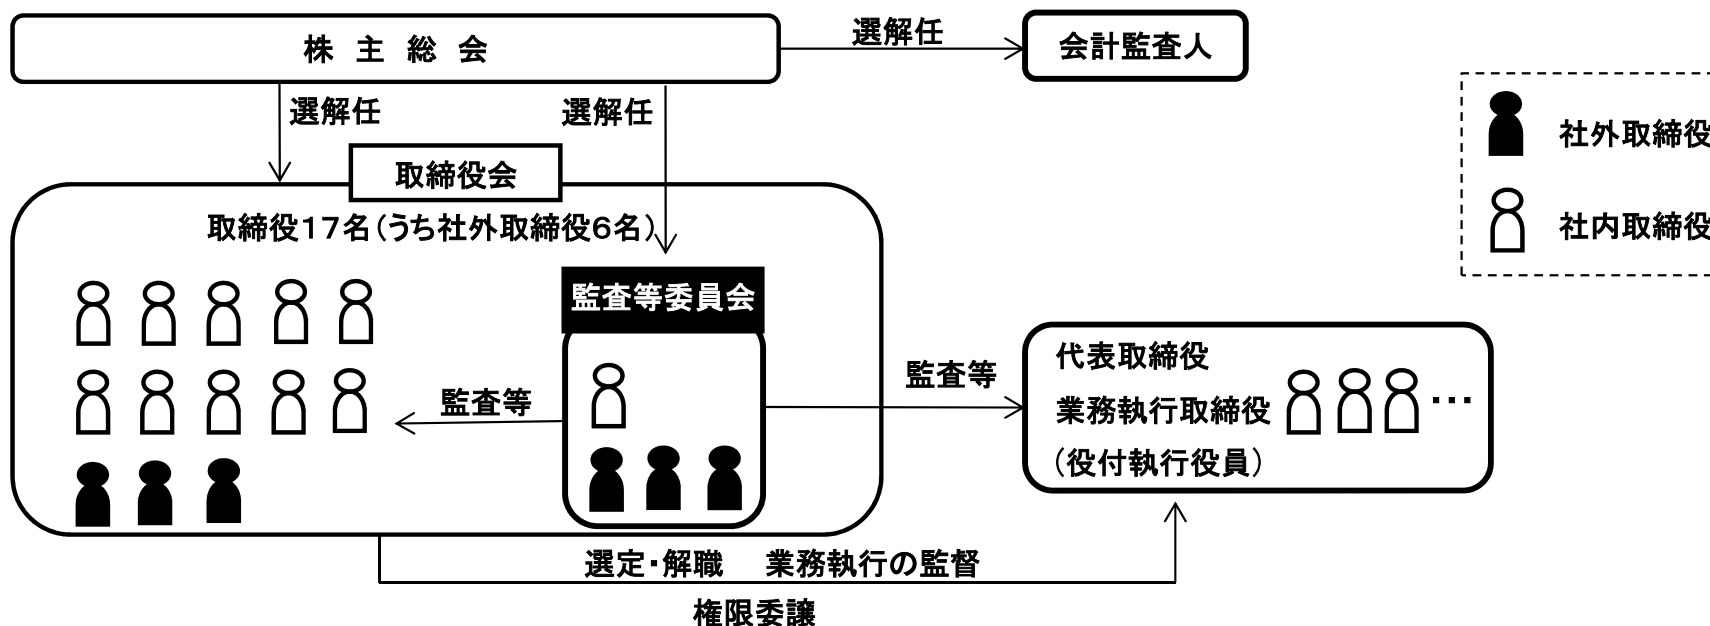 株主総会
選解任
会計監査人
選解任
選解任
社外取締役
取締役会
取締役17名(うち社外取締役6名)
社内取締役
監査等委員会
監査等
監査等
代表取締役
業務執行取締役 …
(役付執行役員)
選定・解職 業務執行の監督
権限委譲